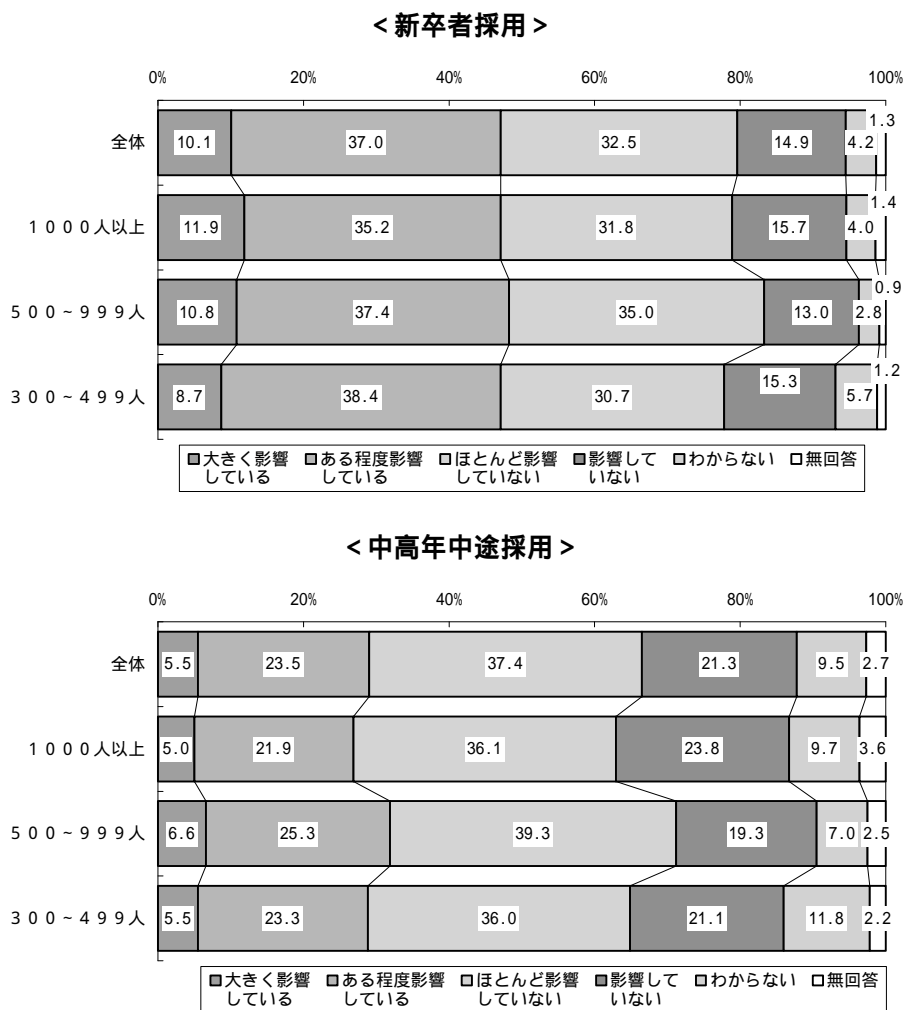 ＜新卒者採用＞
0% 20% 40% 60% 80% 100%
全体 10.1 37.0 32.5 14.9 4.2 1.3
１０００人以上 11.9 35.2 31.8 15.7 4.0 1.4
５００~９９９人 10.8 37.4 35.0 13.0 2.8 0.9
３００~４９９人 8.7 38.4 30.7 15.3 5.7 1.2
大きく影響 ある程度影響 ほとんど影響 影響して わからない 無回答
している している していない いない
＜中高年中途採用＞
0% 20% 40% 60% 80% 100%
全体 5.5 23.5 37.4 21.3 9.5 2.7
１０００人以上 5.0 21.9 36.1 23.8 9.7 3.6
５００~９９９人 6.6 25.3 39.3 19.3 7.0 2.5
３００~４９９人 5.5 23.3 36.0 21.1 11.8 2.2
大きく影響 ある程度影響 ほとんど影響 影響して わからない 無回答
している している していない いない